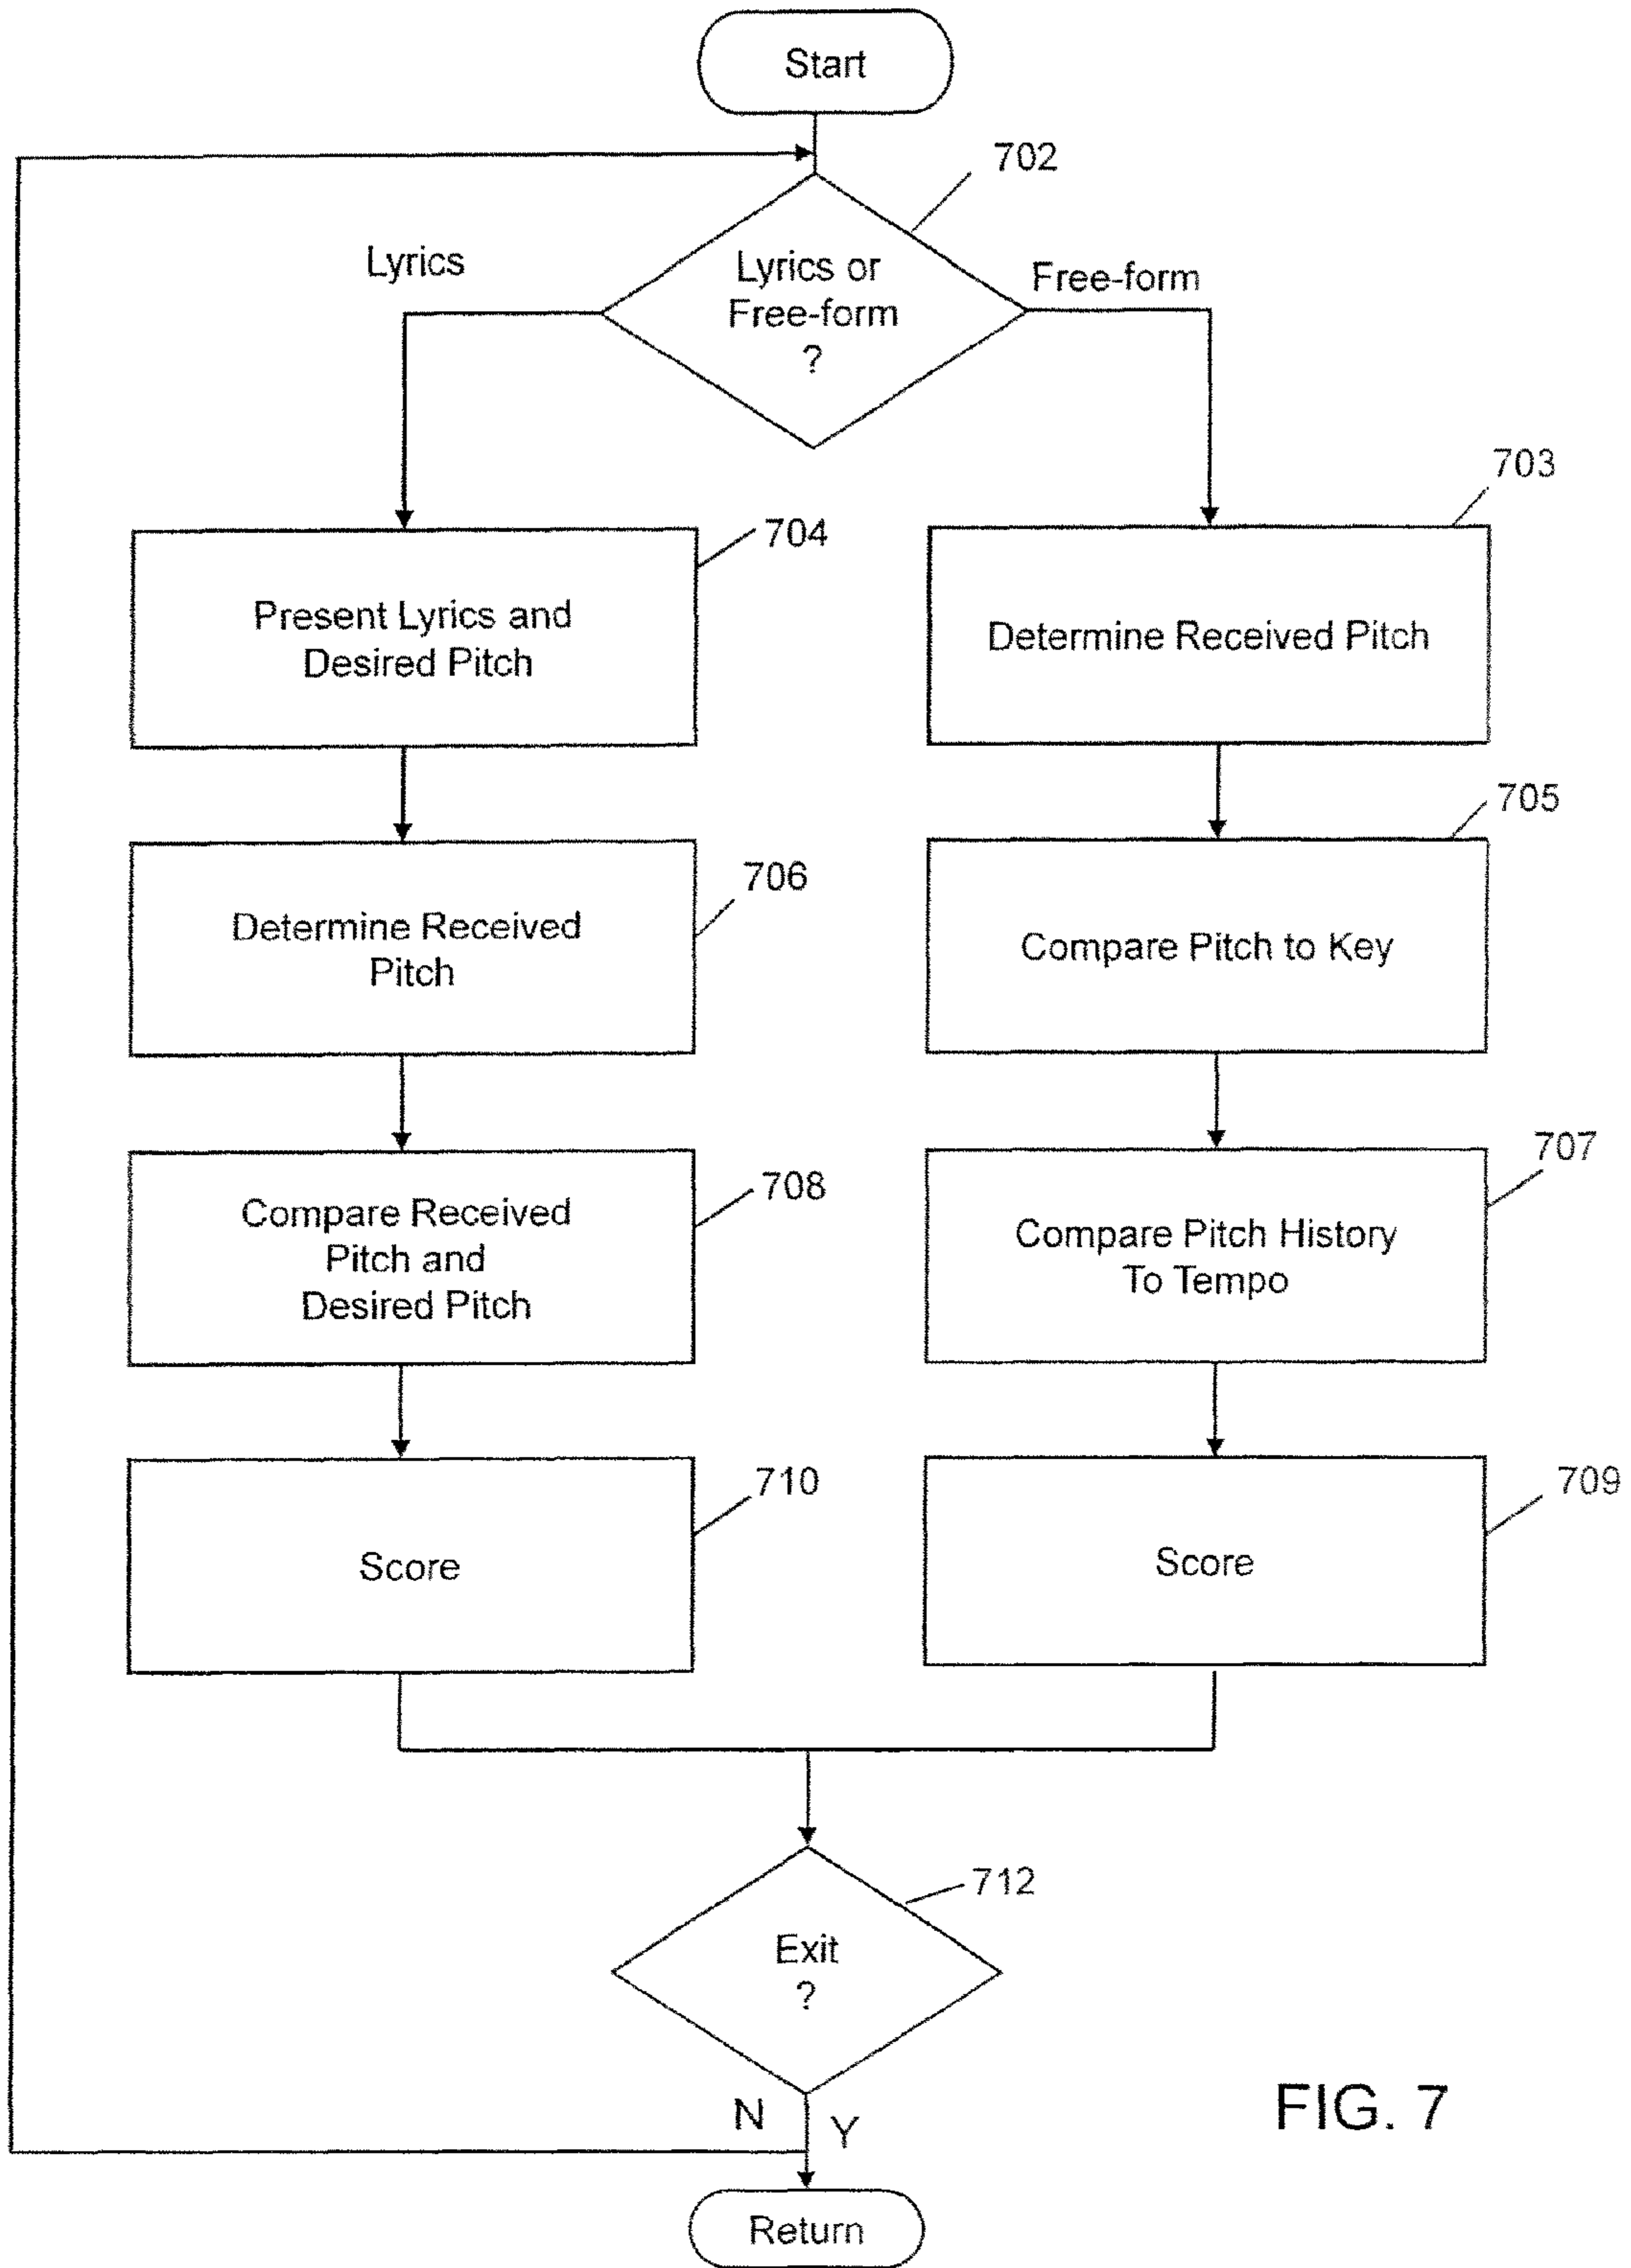 Start
702
Lyrics or
Free-form
?
Lyrics
Free-form
704
Present Lyrics and
Desired Pitch
703
Determine Received Pitch
706
Determine Received
Pitch
705
Compare Pitch to Key
708
Compare Received
Pitch and
Desired Pitch
707
Compare Pitch History
To Tempo
710
Score
709
Score
712
Exit
?
N
Y
Return
FIG. 7